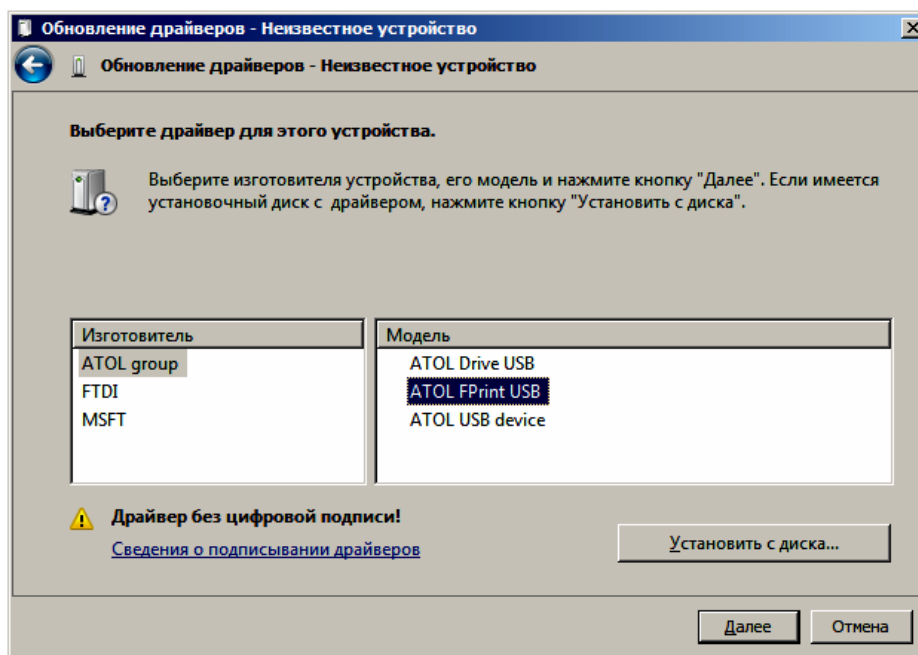 Обновление драйверов - Неизвестное устройство
Обновление драйверов - Неизвестное устройство
Выберите драйвер для этого устройства.
Выберите изготовителя устройства, его модель и нажмите кнопку "Далее". Если имеется
установочный диск с драйвером, нажмите кнопку "Установить с диска".
Изготовитель
ATOL group
FTDI
MSFT
Модель
ATOL Drive USB
ATOL FPrint USB
ATOL USB device
Драйвер без цифровой подписи!
Сведения о подписывании драйверов
Установить с диска...
Далее
Отмена